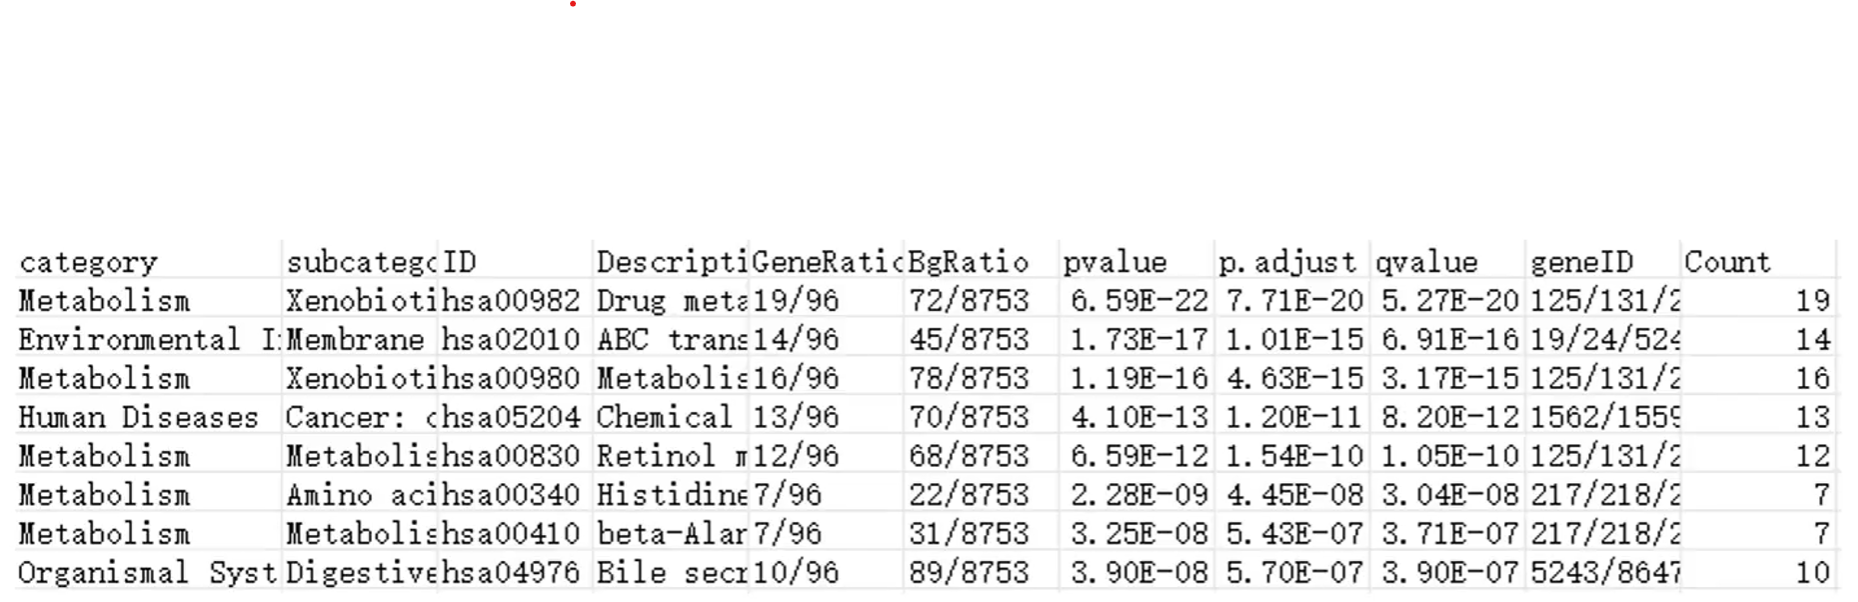 category subcatego ID Descripti GeneRatio BgRatio pvalue p.adjust qvalue geneID Count
Metabolism Xenobioti hsa00982 Drug meta 19/96 72/8753 6.59E-22 7.71E-20 5.27E-20 125/131/2 19
Environmental I Membrane hsa02010 ABC trans 14/96 45/8753 1.73E-17 1.01E-15 6.91E-16 19/24/524 14
Metabolism Xenobioti hsa00980 Metabolis 16/96 78/8753 1.19E-16 4.63E-15 3.17E-15 125/131/2 16
Human Diseases Cancer: hsa05204 Chemical 13/96 70/8753 4.10E-13 1.20E-11 8.20E-12 1562/1559 13
Metabolism Metabolis hsa00830 Retinol 12/96 68/8753 6.59E-12 1.54E-10 1.05E-10 125/131/2 12
Metabolism Amino aci hsa00340 Histidine 7/96 22/8753 2.28E-09 4.45E-08 3.04E-08 217/218/2 7
Metabolism Metabolis hsa00410 beta-Alan 7/96 31/8753 3.25E-08 5.43E-07 3.71E-07 217/218/2 7
Organismal Syst Digestive hsa04976 Bile secr 10/96 89/8753 3.90E-08 5.70E-07 3.90E-07 5243/8647 10